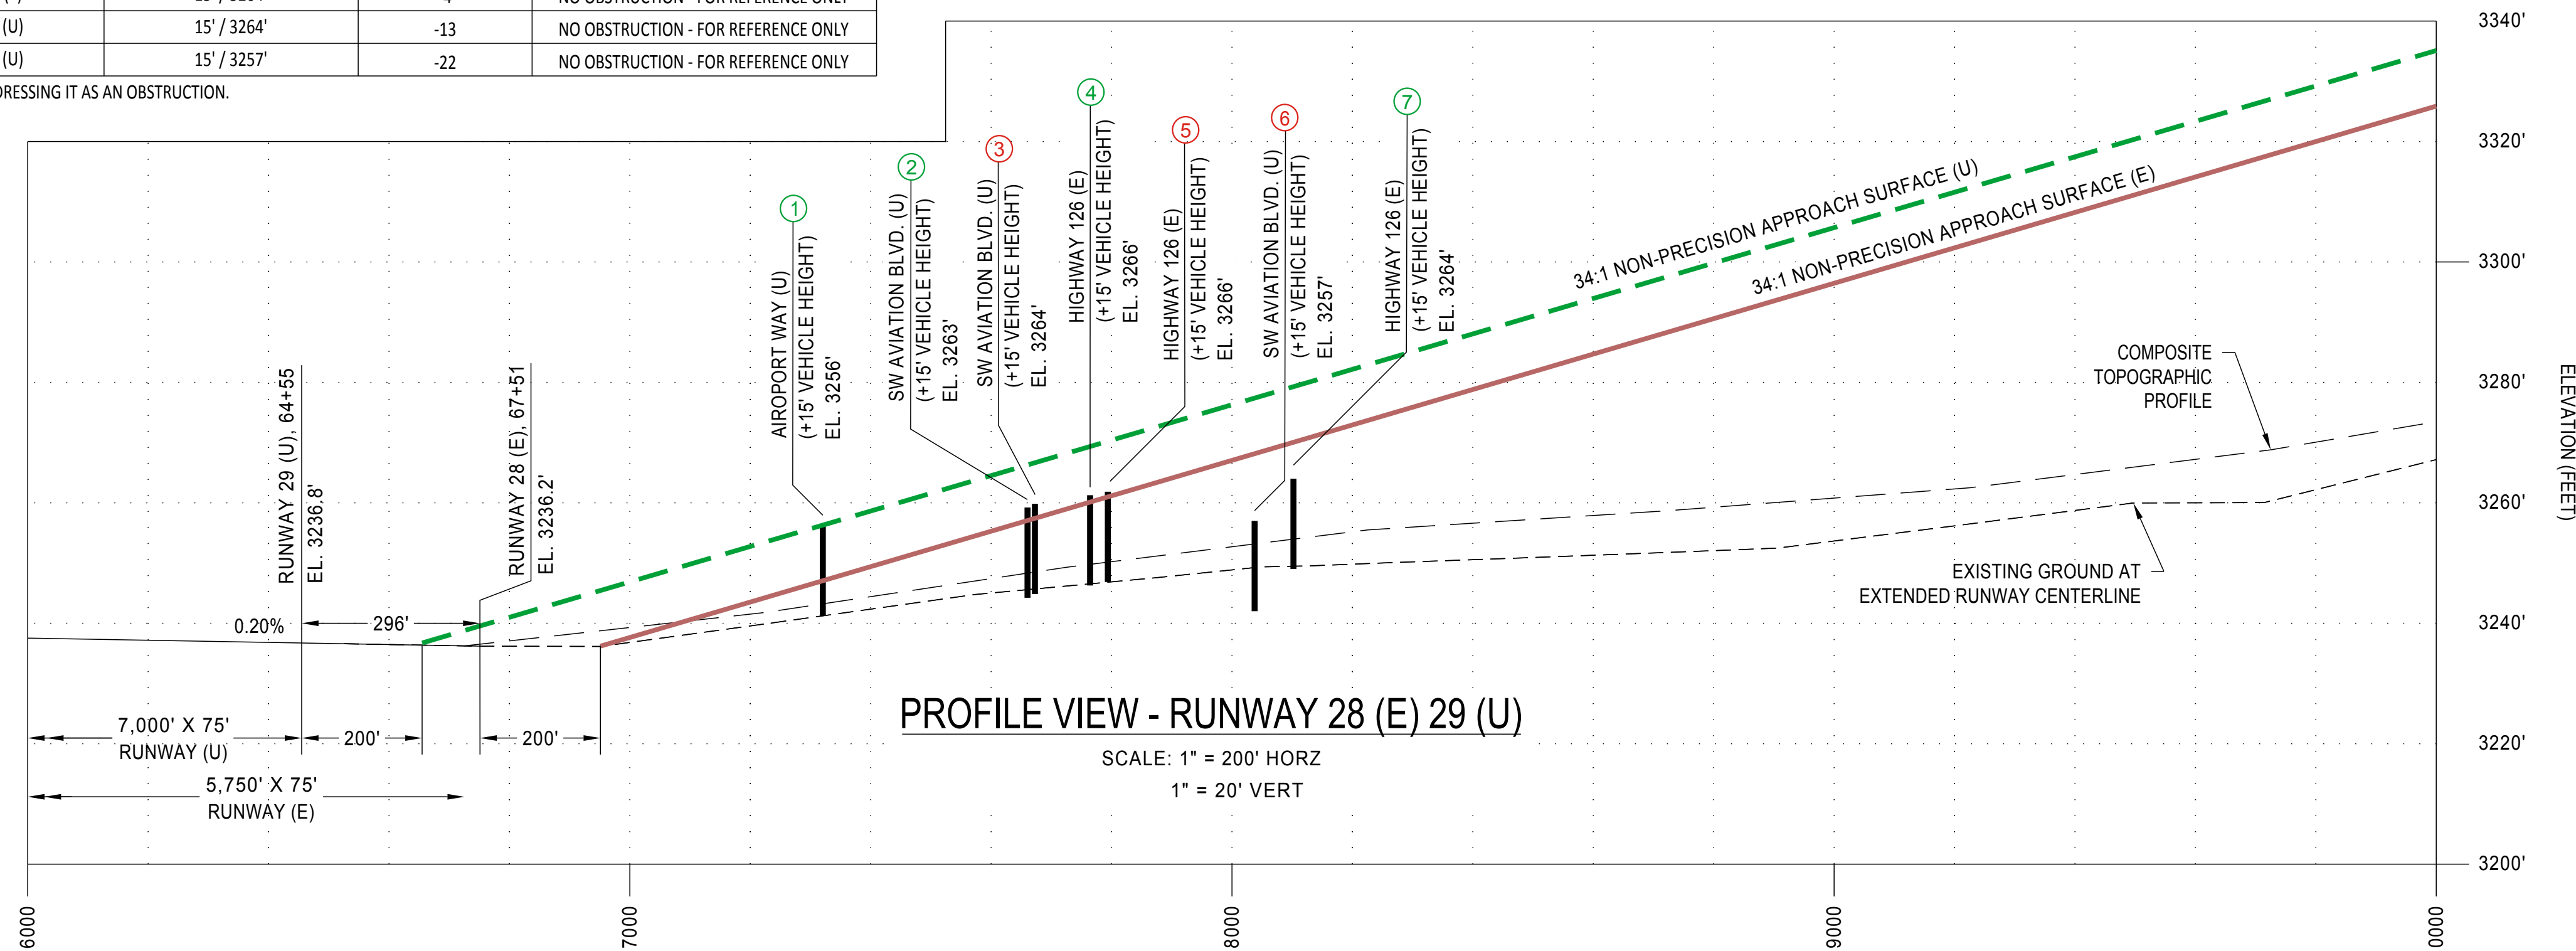 (U) 15' / 3264' -13 NO OBSTRUCTION - FOR REFERENCE ONLY
(U) 15' / 3257' -22 NO OBSTRUCTION - FOR REFERENCE ONLY
DRESSING IT AS AN OBSTRUCTION.
1
AIROPORT WAY (U)
(+15' VEHICLE HEIGHT)
EL. 3256'
2
SW AVIATION BLVD. (U)
(+15' VEHICLE HEIGHT)
EL. 3263'
3
SW AVIATION BLVD. (U)
(+15' VEHICLE HEIGHT)
EL. 3264'
4
HIGHWAY 126 (E)
(+15' VEHICLE HEIGHT)
EL. 3266'
5
HIGHWAY 126 (E)
(+15' VEHICLE HEIGHT)
EL. 3266'
6
SW AVIATION BLVD. (U)
(+15' VEHICLE HEIGHT)
EL. 3257'
7
HIGHWAY 126 (E)
(+15' VEHICLE HEIGHT)
EL. 3264'
34:1 NON-PRECISION APPROACH SURFACE (U)
34:1 NON-PRECISION APPROACH SURFACE (E)
RUNWAY 29 (U), 64+55
EL. 3236.8'
RUNWAY 28 (E), 67+51
EL. 3236.2'
COMPOSITE
TOPOGRAPHIC
PROFILE
EXISTING GROUND AT
EXTENDED RUNWAY CENTERLINE
0.20%
296'
7,000' X 75'
RUNWAY (U)
200'
200'
5,750' X 75'
RUNWAY (E)
PROFILE VIEW - RUNWAY 28 (E) 29 (U)
SCALE: 1" = 200' HORZ
1" = 20' VERT
3340'
3320'
3300'
3280'
3260'
3240'
3220'
3200'
ELEVATION (FEET)
6000
7000
8000
9000
0000